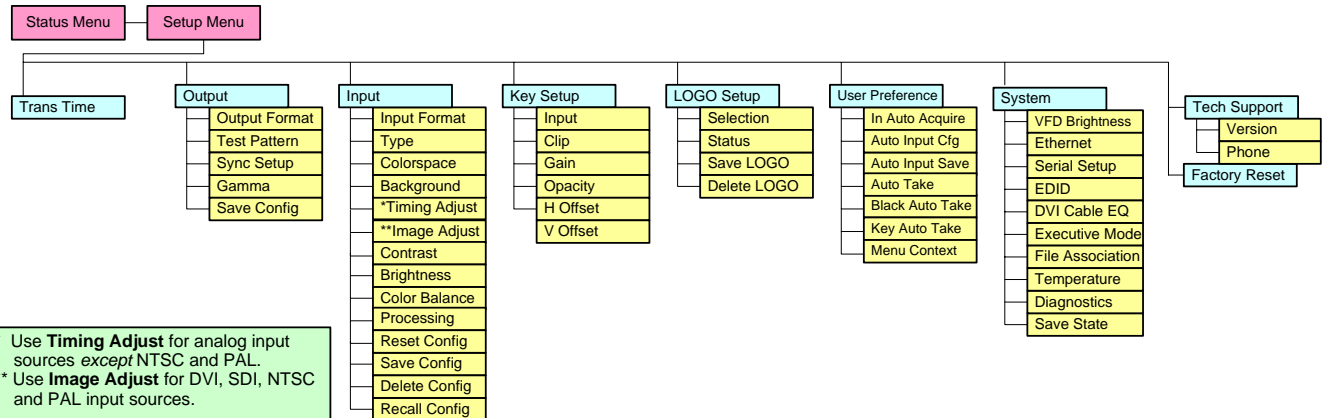 Status Menu
Setup Menu
Trans Time
Output
Output Format
Test Pattern
Sync Setup
Gamma
Save Config
Input
Input Format
Type
Colorspace
Background
*Timing Adjust
**Image Adjust
Contrast
Brightness
Color Balance
Processing
Reset Config
Save Config
Delete Config
Recall Config
Key Setup
Input
Clip
Gain
Opacity
H Offset
V Offset
LOGO Setup
Selection
Status
Save LOGO
Delete LOGO
User Preference
In Auto Acquire
Auto Input Cfg
Auto Input Save
Auto Take
Black Auto Take
Key Auto Take
Menu Context
System
VFD Brightness
Ethernet
Serial Setup
EDID
DVI Cable EQ
Executive Mode
File Association
Temperature
Diagnostics
Save State
Tech Support
Version
Phone
Factory Reset
Use Timing Adjust for analog input
sources except NTSC and PAL.
* Use Image Adjust for DVI, SDI, NTSC
and PAL input sources.